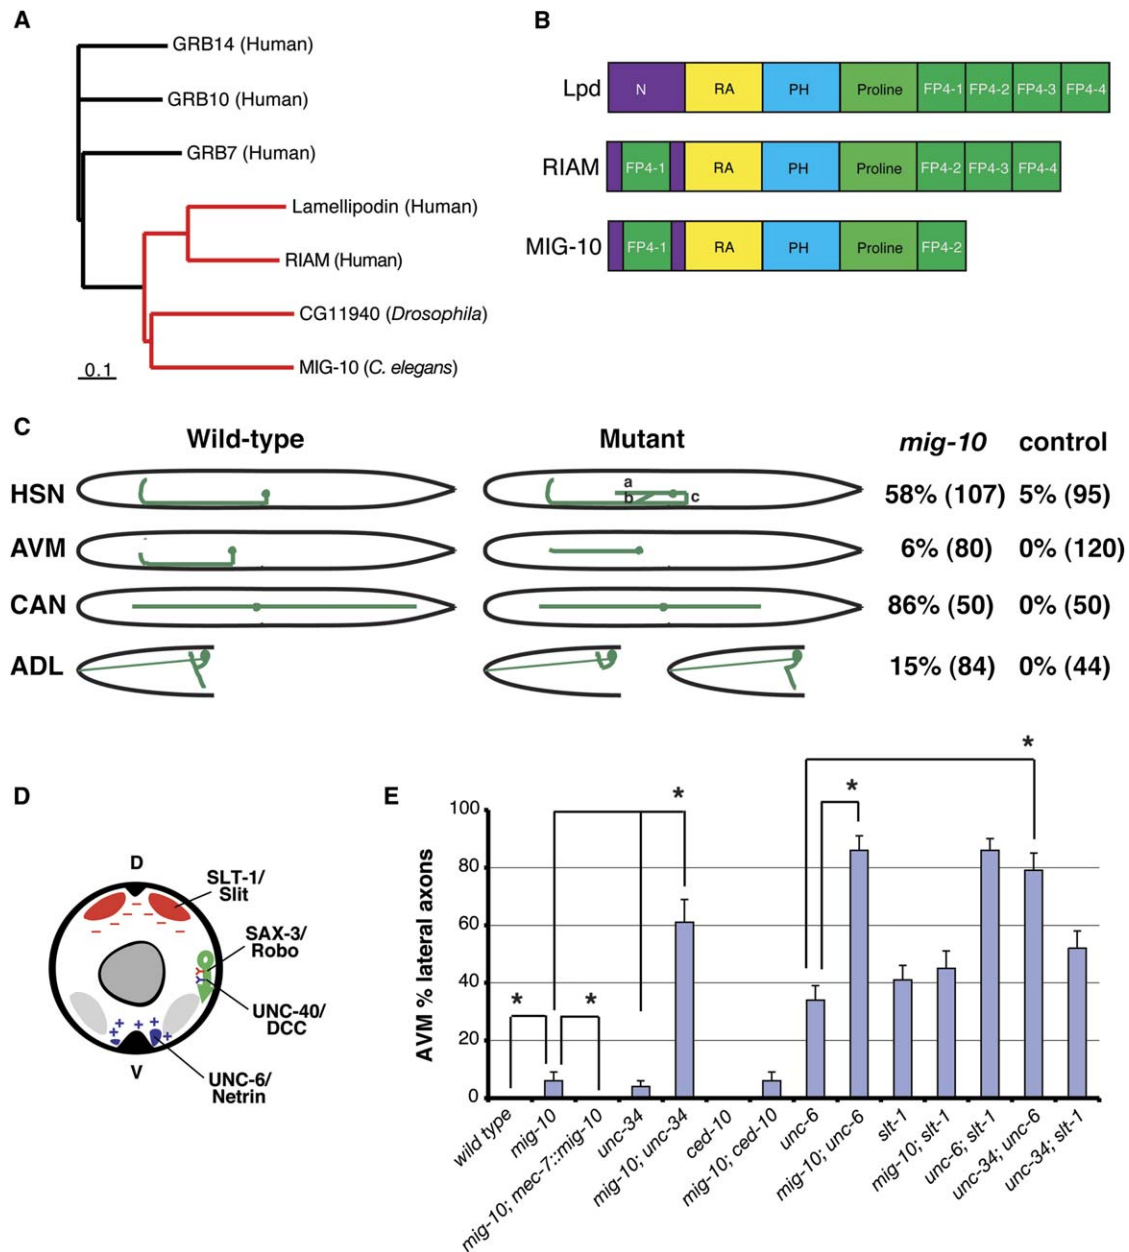 A
GRB14 (Human)
GRB10 (Human)
GRB7 (Human)
Lamellipodin (Human)
RIAM (Human)
CG11940 (Drosophila)
MIG-10 (C. elegans)
0.1
B
Lpd N RA PH Proline FP4-1 FP4-2 FP4-3 FP4-4
RIAM FP4-1 RA PH Proline FP4-2 FP4-3 FP4-4
MIG-10 FP4-1 RA PH Proline FP4-2
C
Wild-type Mutant mig-10 control
HSN a b c 58% (107) 5% (95)
AVM 6% (80) 0% (120)
CAN 86% (50) 0% (50)
ADL 15% (84) 0% (44)
D
D
SLT-1/
Slit
SAX-3/
Robo
UNC-40/
DCC
UNC-6/
Netrin
V
E
AVM % lateral axons
100
80
60
40
20
0
* * * * *
wild type
mig-10
mig-10; mec-7::mig-10
unc-34
mig-10; unc-34
ced-10
mig-10; ced-10
unc-6
mig-10; unc-6
slt-1
mig-10; slt-1
unc-6; slt-1
unc-34; unc-6
unc-34; slt-1